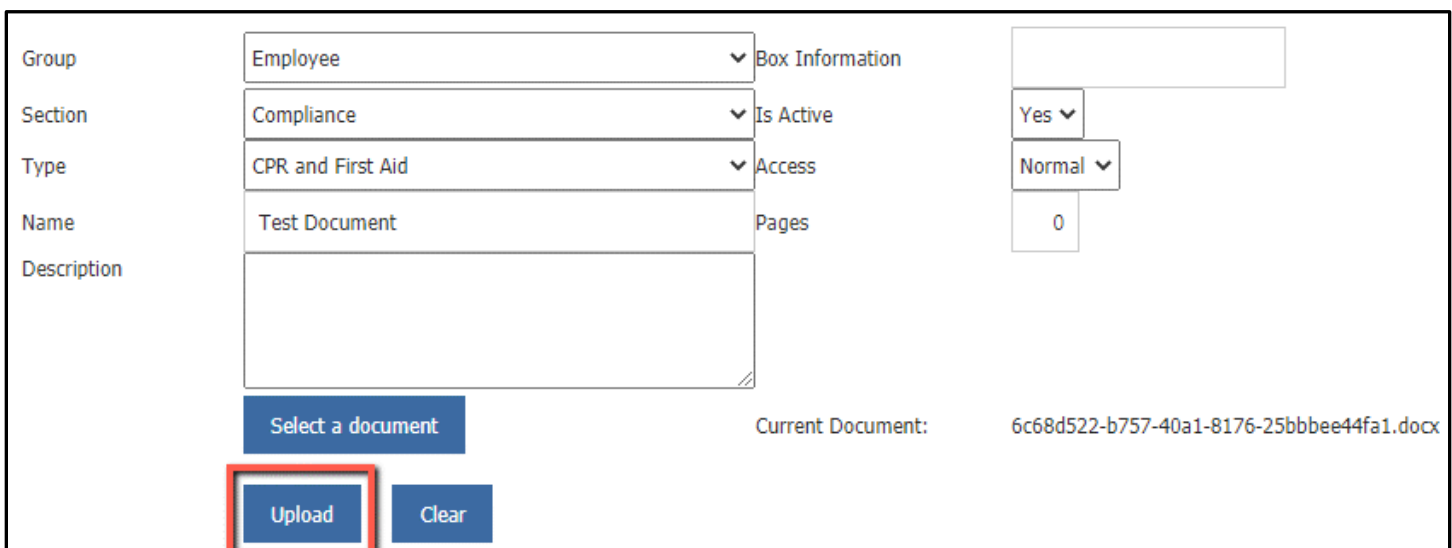 Group Employee Box Information
Section Compliance Is Active Yes
Type CPR and First Aid Access Normal
Name Test Document Pages 0
Description
Select a document Current Document: 6c68d522-b757-40a1-8176-25bbbee44fa1.docx
Upload Clear